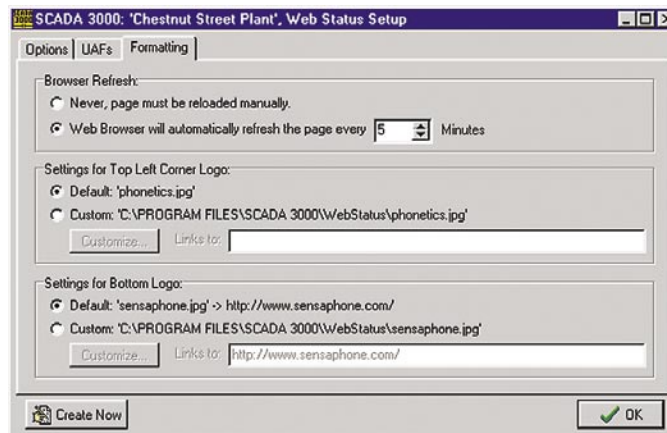 SCADA 3000: 'Chestnut Street Plant', Web Status Setup
Options UAFs Formatting
Browser Refresh:
Never, page must be reloaded manually.
Web Browser will automatically refresh the page every 5 Minutes
Settings for Top Left Corner Logo:
Default: 'phonetics.jpg'
Custom: 'C:\PROGRAM FILES\SCADA 3000\WebStatus\phonetics.jpg'
Customize... Links to:
Settings for Bottom Logo:
Default: 'sensaphone.jpg' -> http://www.sensaphone.com/
Custom: 'C:\PROGRAM FILES\SCADA 3000\WebStatus\sensaphone.jpg'
Customize... Links to: http://www.sensaphone.com/
Create Now OK